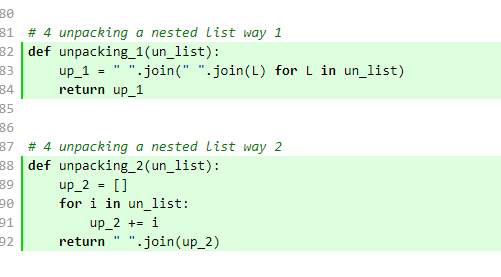 80
81 # 4 unpacking a nested list way 1
82 def unpacking_1(un_list):
83     up_1 = " ".join(" ".join(L) for L in un_list)
84     return up_1
85
86
87 # 4 unpacking a nested list way 2
88 def unpacking_2(un_list):
89     up_2 = []
90     for i in un_list:
91         up_2 += i
92     return " ".join(up_2)